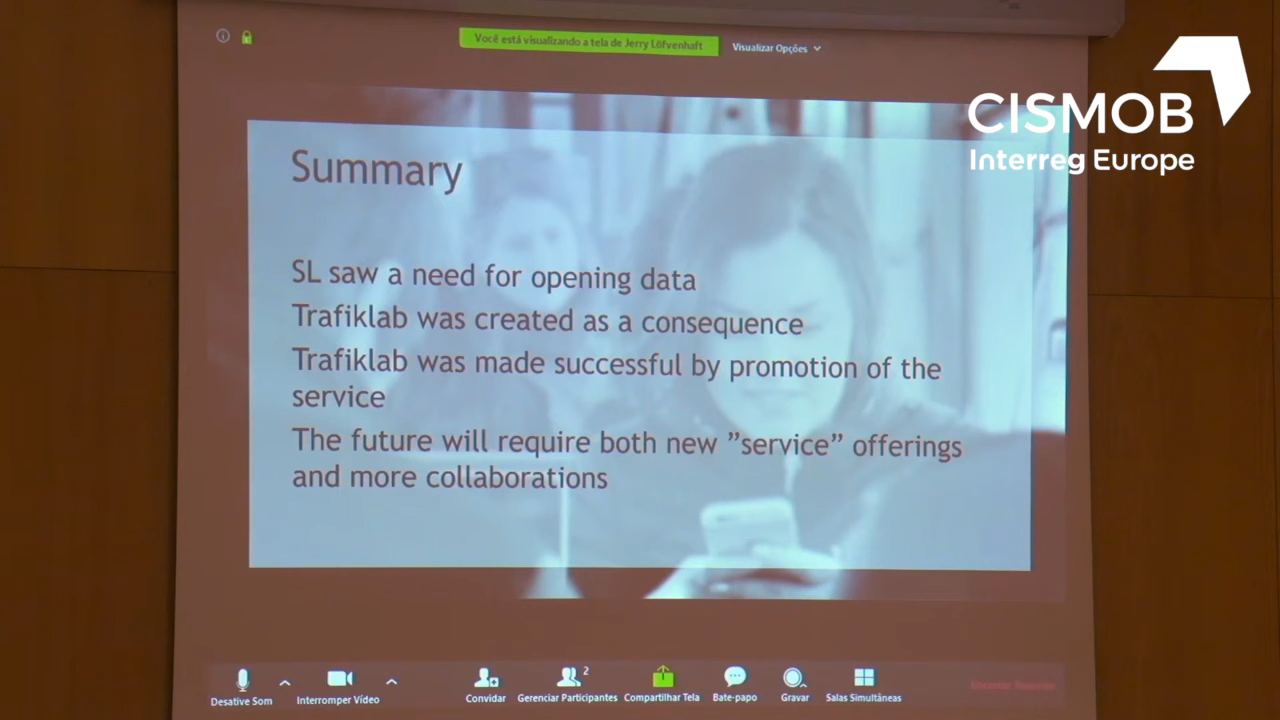 Você está visualizando a tela de Jerry Löfvenhaft
Visualizar Opções
CISMOB
Interreg Europe
Summary
SL saw a need for opening data
Trafiklab was created as a consequence
Trafiklab was made successful by promotion of the
service
The future will require both new ”service” offerings
and more collaborations
2
Desative Som
Interromper Vídeo
Convidar
Gerenciar Participantes
Compartilhar Tela
Bate-papo
Gravar
Salas Simultâneas